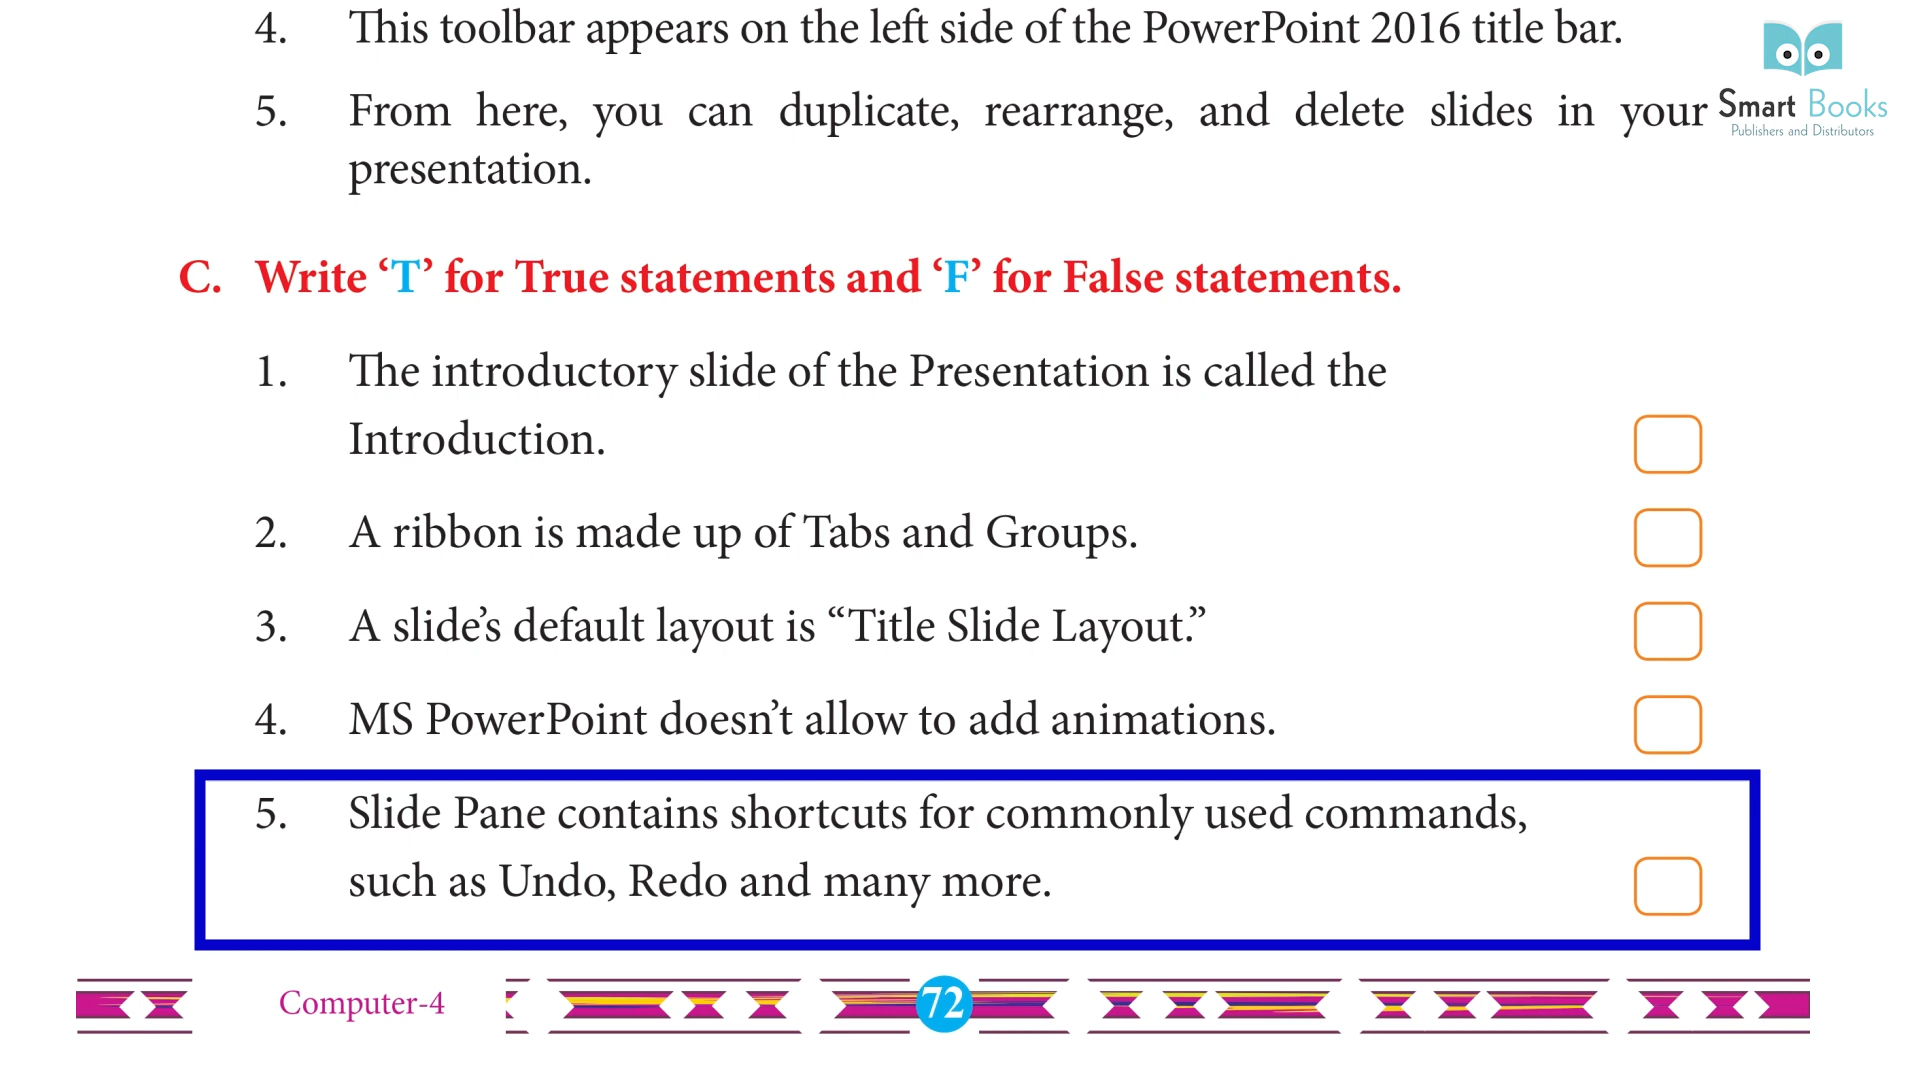 4. This toolbar appears on the left side of the PowerPoint 2016 title bar.
5. From here, you can duplicate, rearrange, and delete slides in your
presentation.
Smart Books
Publishers and Distributors
C. Write ‘T’ for True statements and ‘F’ for False statements.
1. The introductory slide of the Presentation is called the
Introduction.
2. A ribbon is made up of Tabs and Groups.
3. A slide’s default layout is “Title Slide Layout.”
4. MS PowerPoint doesn’t allow to add animations.
5. Slide Pane contains shortcuts for commonly used commands,
such as Undo, Redo and many more.
Computer-4
72